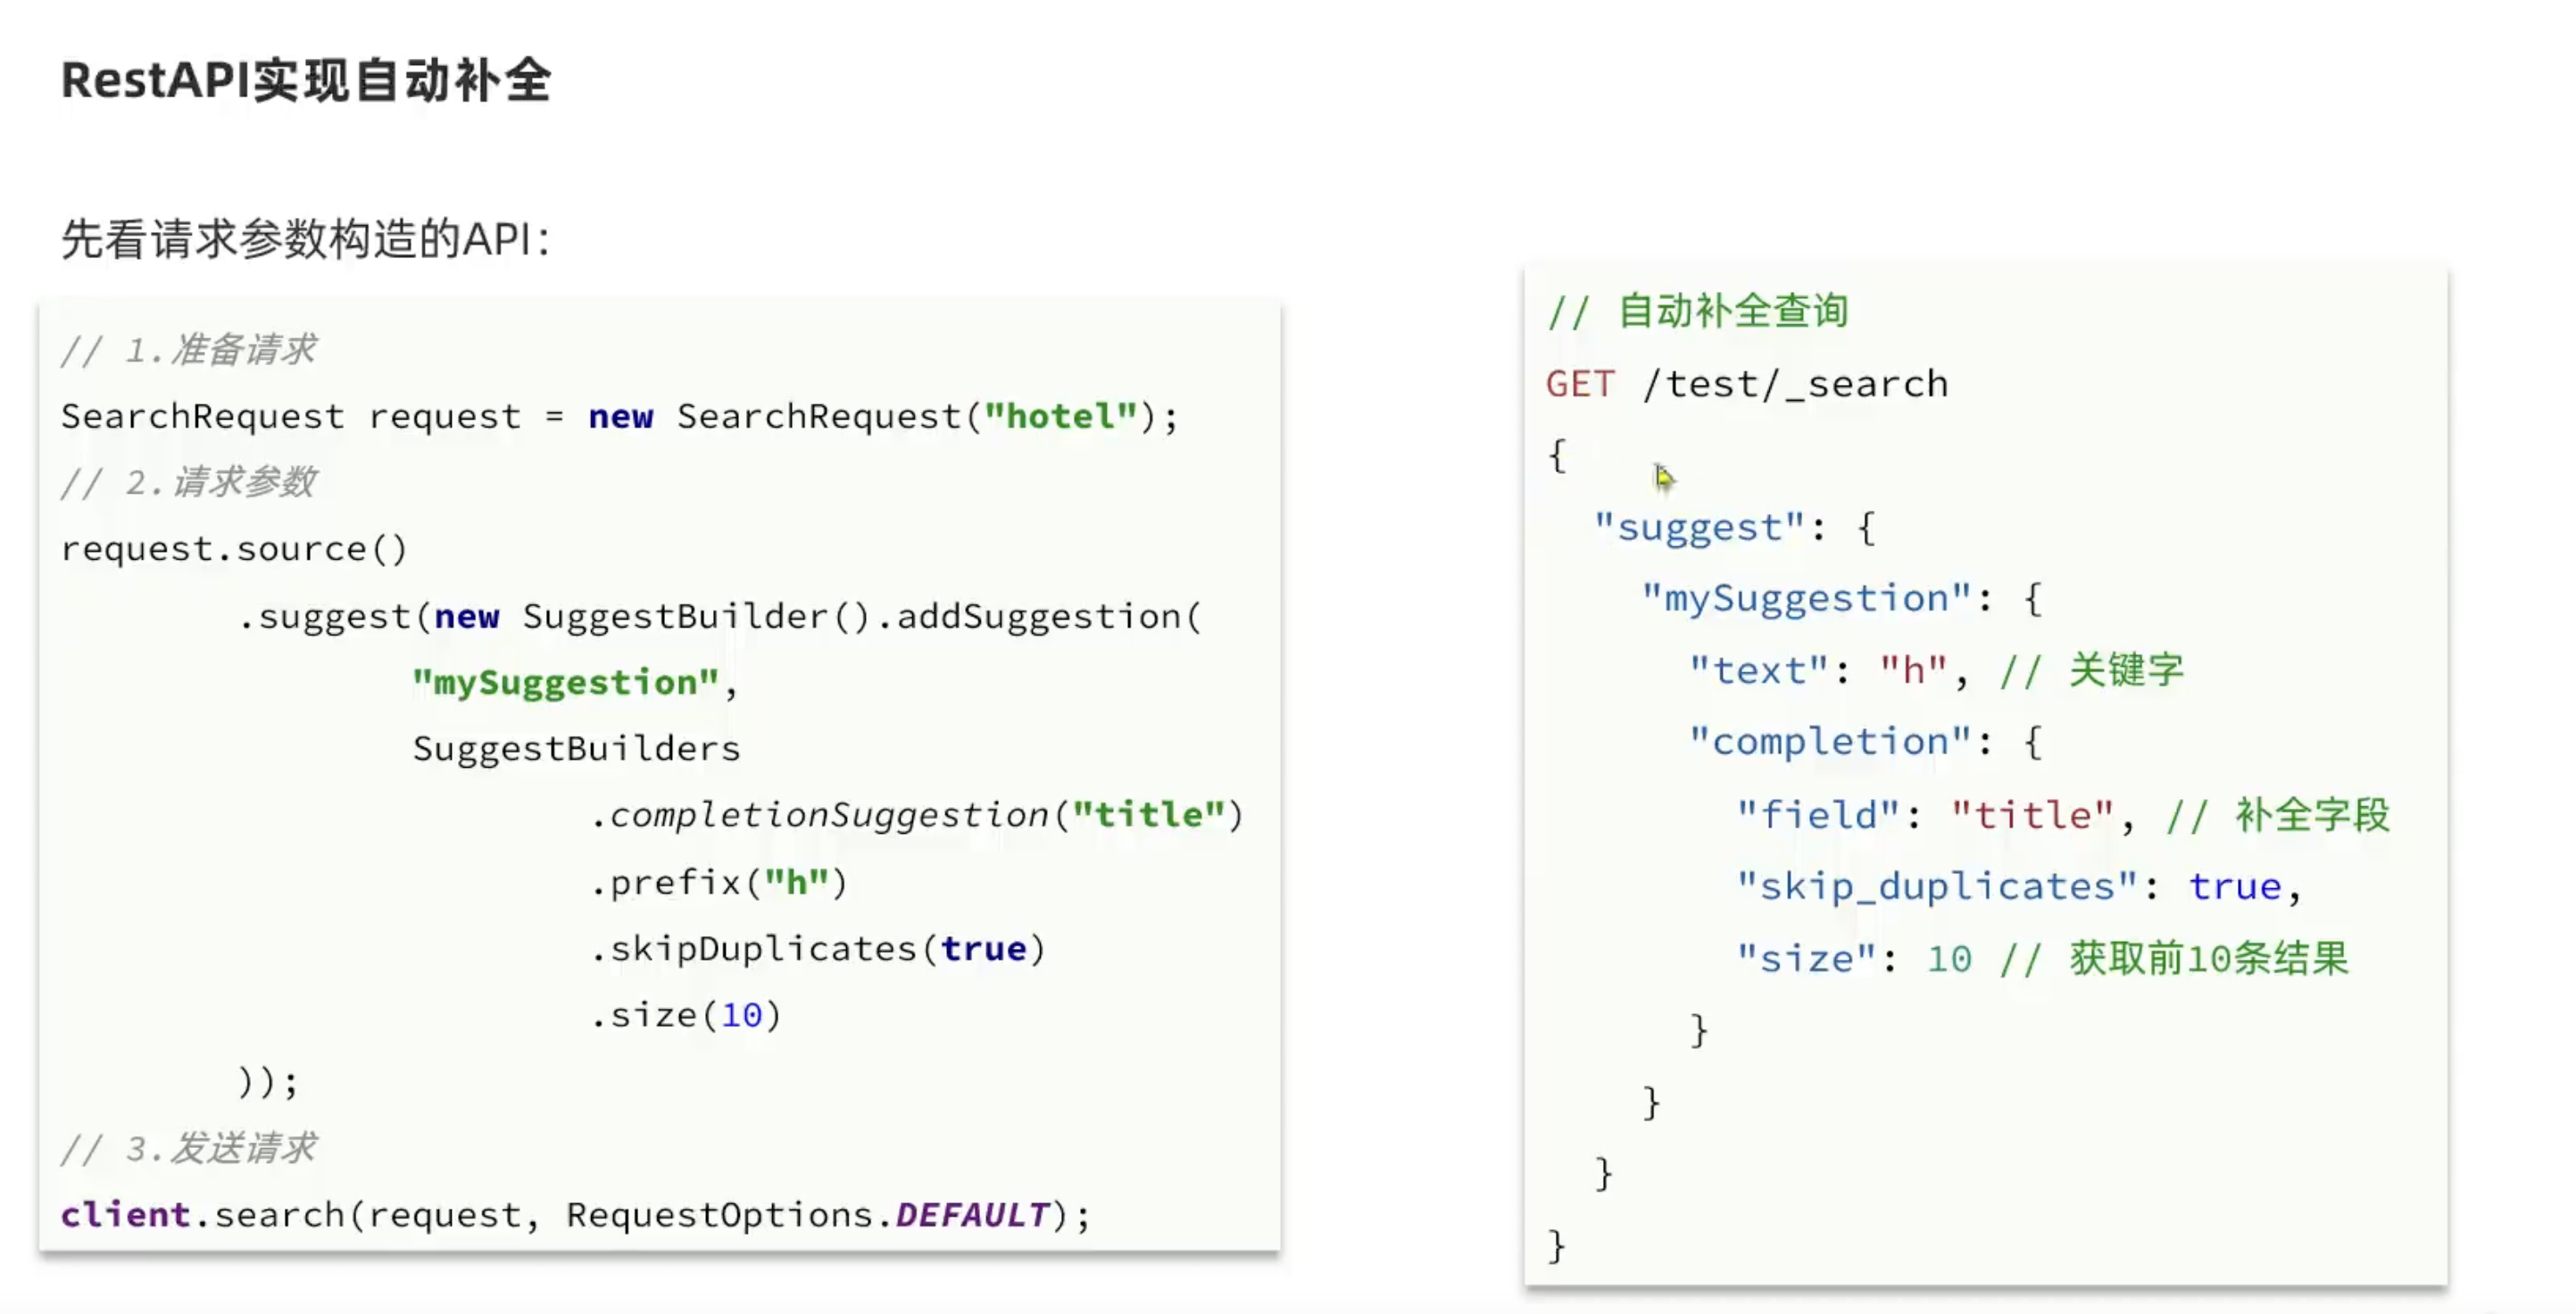 RestAPI实现自动补全
先看请求参数构造的API：
// 1.准备请求
SearchRequest request = new SearchRequest("hotel");
// 2.请求参数
request.source()
.suggest(new SuggestBuilder().addSuggestion(
"mySuggestion",
SuggestBuilders
.completionSuggestion("title")
.prefix("h")
.skipDuplicates(true)
.size(10)
));
// 3.发送请求
client.search(request, RequestOptions.DEFAULT);
// 自动补全查询
GET /test/_search
{
"suggest": {
"mySuggestion": {
"text": "h", // 关键字
"completion": {
"field": "title", // 补全字段
"skip_duplicates": true,
"size": 10 // 获取前10条结果
}
}
}
}